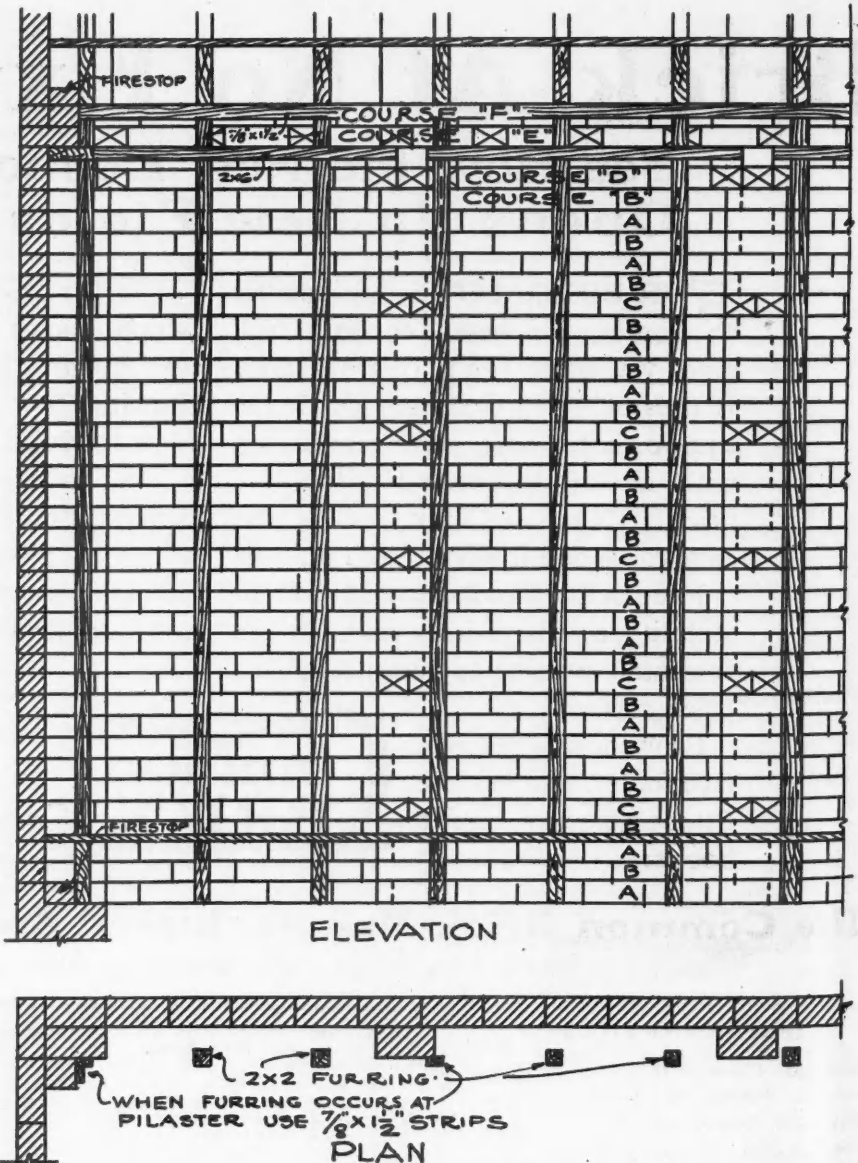 FIRESTOP
COURSE "F"
7/8"x1 1/2"
COURSE "E"
2x6
COURSE "D"
COURSE "B"
A
B
A
B
C
B
A
B
A
B
C
B
A
B
A
B
C
B
A
B
A
B
C
B
A
B
A
B
C
FIRESTOP
B
A
B
A
Common
ELEVATION
2x2 FURRING.
WHEN FURRING OCCURS AT
PILASTER USE 7/8"x1 1/2" STRIPS
PLAN